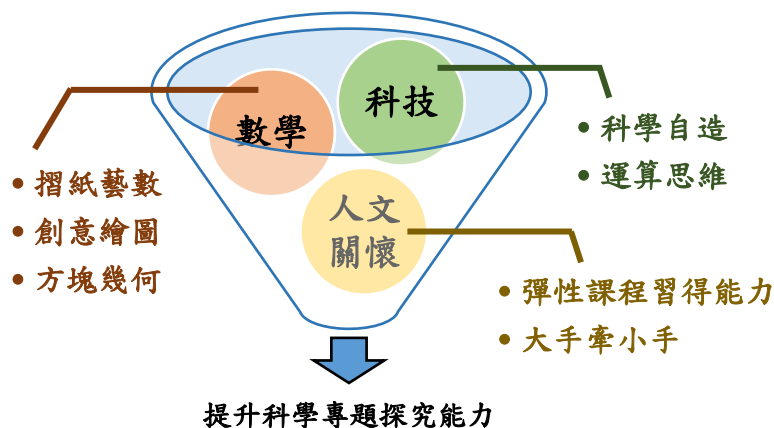 數學
科技
人文
關懷
• 摺紙藝數
• 創意繪圖
• 方塊幾何
• 科學自造
• 運算思維
• 彈性課程習得能力
• 大手牽小手
提升科學專題探究能力